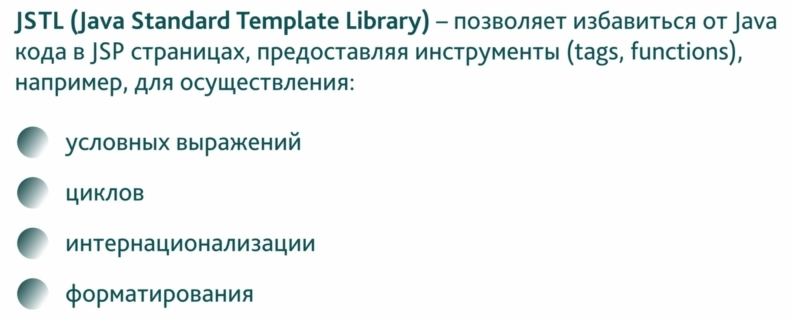 JSTL (Java Standard Template Library) – позволяет избавиться от Java
кода в JSP страницах, предоставляя инструменты (tags, functions),
например, для осуществления:
условных выражений
циклов
интернационализации
форматирования